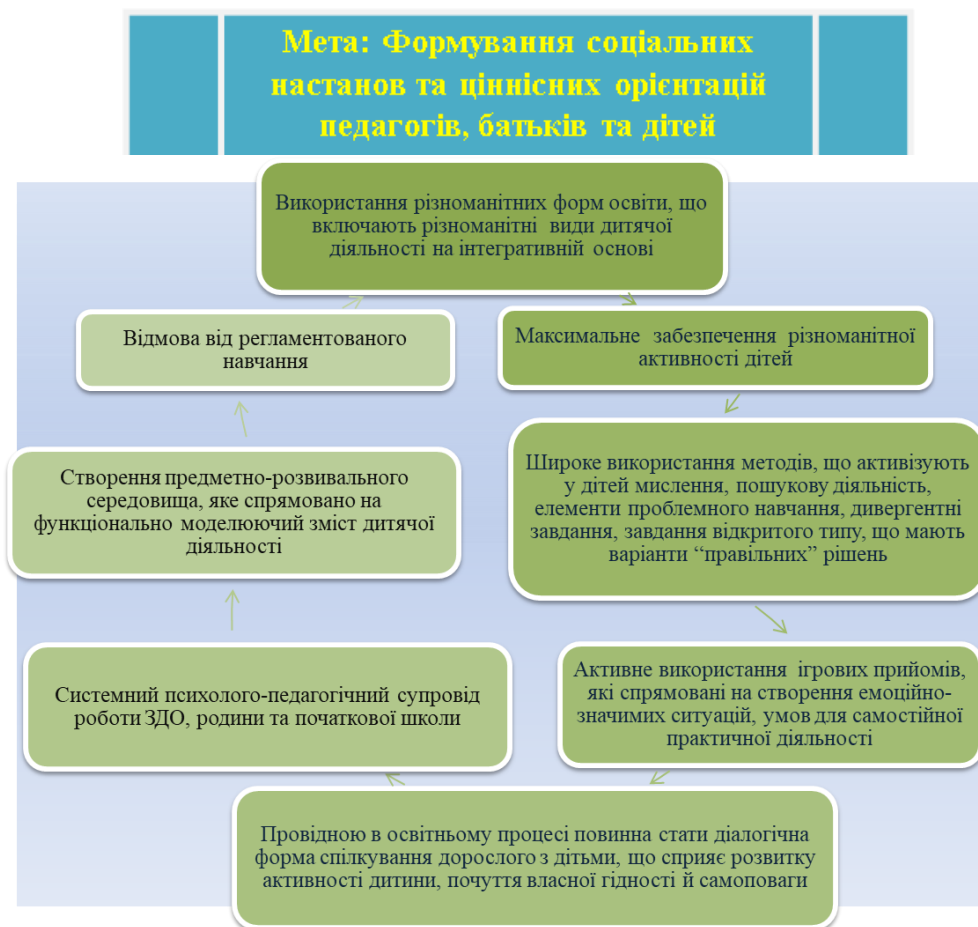 Мета: Формування соціальних
настанов та ціннісних орієнтацій
педагогів, батьків та дітей
Використання різноманітних форм освіти, що
включають різноманітні види дитячої
діяльності на інтегративній основі
Максимальне забезпечення різноманітної
активності дітей
Широке використання методів, що активізують
у дітей мислення, пошукову діяльність,
елементи проблемного навчання, дивергентні
завдання, завдання відкритого типу, що мають
варіанти “правільних” рішень
Активне використання ігрових прийомів,
які спрямовані на створення емоційно-
значимих ситуацій, умов для самостійної
практичної діяльності
Провідною в освітньому процесі повинна стати діалогічна
форма спілкування дорослого з дітьми, що сприяє розвитку
активності дитини, почуття власної гідності й самоповаги
Системний психолого-педагогічний супровід
роботи ЗДО, родини та початкової школи
Створення предметно-розвивального
середовища, яке спрямовано на
функціонально моделюючий зміст дитячої
діяльності
Відмова від регламентованого
навчання